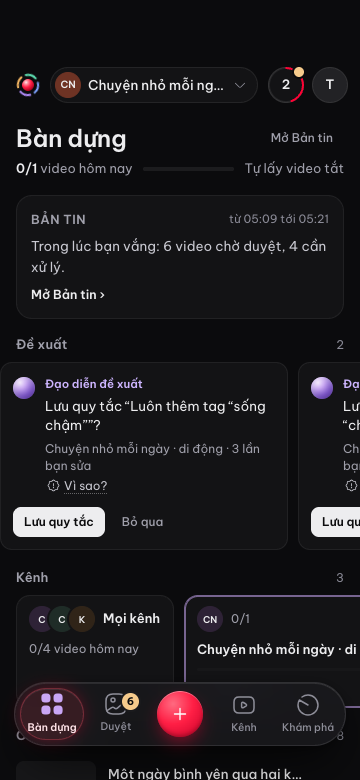 CN Chuyện nhỏ mỗi ng... 2 T
Bàn dựng Mở Bản tin
0/1 video hôm nay Tự lấy video tắt
BẢN TIN từ 05:09 tới 05:21
Trong lúc bạn vắng: 6 video chờ duyệt, 4 cần
xử lý.
Mở Bản tin ›
Đề xuất 2
Đạo diễn đề xuất
Lưu quy tắc “Luôn thêm tag “sống
chậm””?
Chuyện nhỏ mỗi ngày · di động · 3 lần
bạn sửa
Vì sao?
Lưu quy tắc Bỏ qua Lưu qu
Kênh 3
C C K Mọi kênh
0/4 video hôm nay
CN 0/1
Chuyện nhỏ mỗi ngày · di
Bàn dựng
Duyệt 6
+
Kênh
Khám phá
Một ngày bình yên qua hai k...